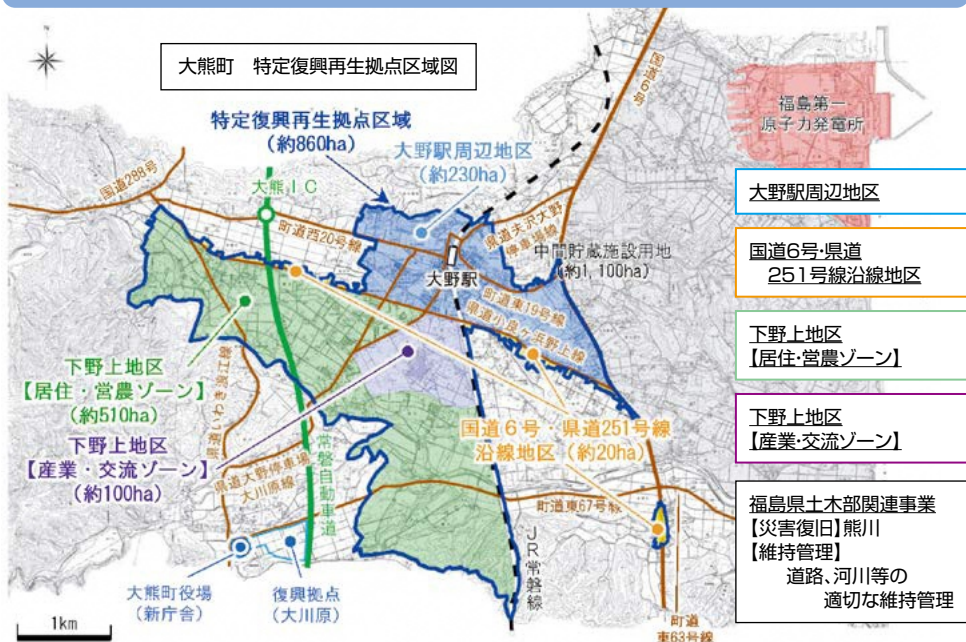 大熊町　特定復興再生拠点区域図
国道6号
福島第一
原子力発電所
特定復興再生拠点区域
(約860ha)
大野駅周辺地区
(約230ha)
国道288号
大熊IC
町道西20号線
県道夫沢大野
停車場線
中間貯蔵施設用地
(約1,100ha)
大野駅
町道東19号線
県道小良ヶ浜野上線
下野上地区
【居住・営農ゾーン】
(約510ha)
県道いわき浪江線
下野上地区
【産業・交流ゾーン】
(約100ha)
国道6号・県道251号線
沿線地区(約20ha)
県道大野停車場
大川原線
常磐自動車道
町道東67号線
JR常磐線
大熊町役場
(新庁舎)
復興拠点
(大川原)
町道
東63号線
1km
大野駅周辺地区
国道6号・県道
251号線沿線地区
下野上地区
【居住・営農ゾーン】
下野上地区
【産業・交流ゾーン】
福島県土木部関連事業
【災害復旧】熊川
【維持管理】
道路、河川等の
適切な維持管理